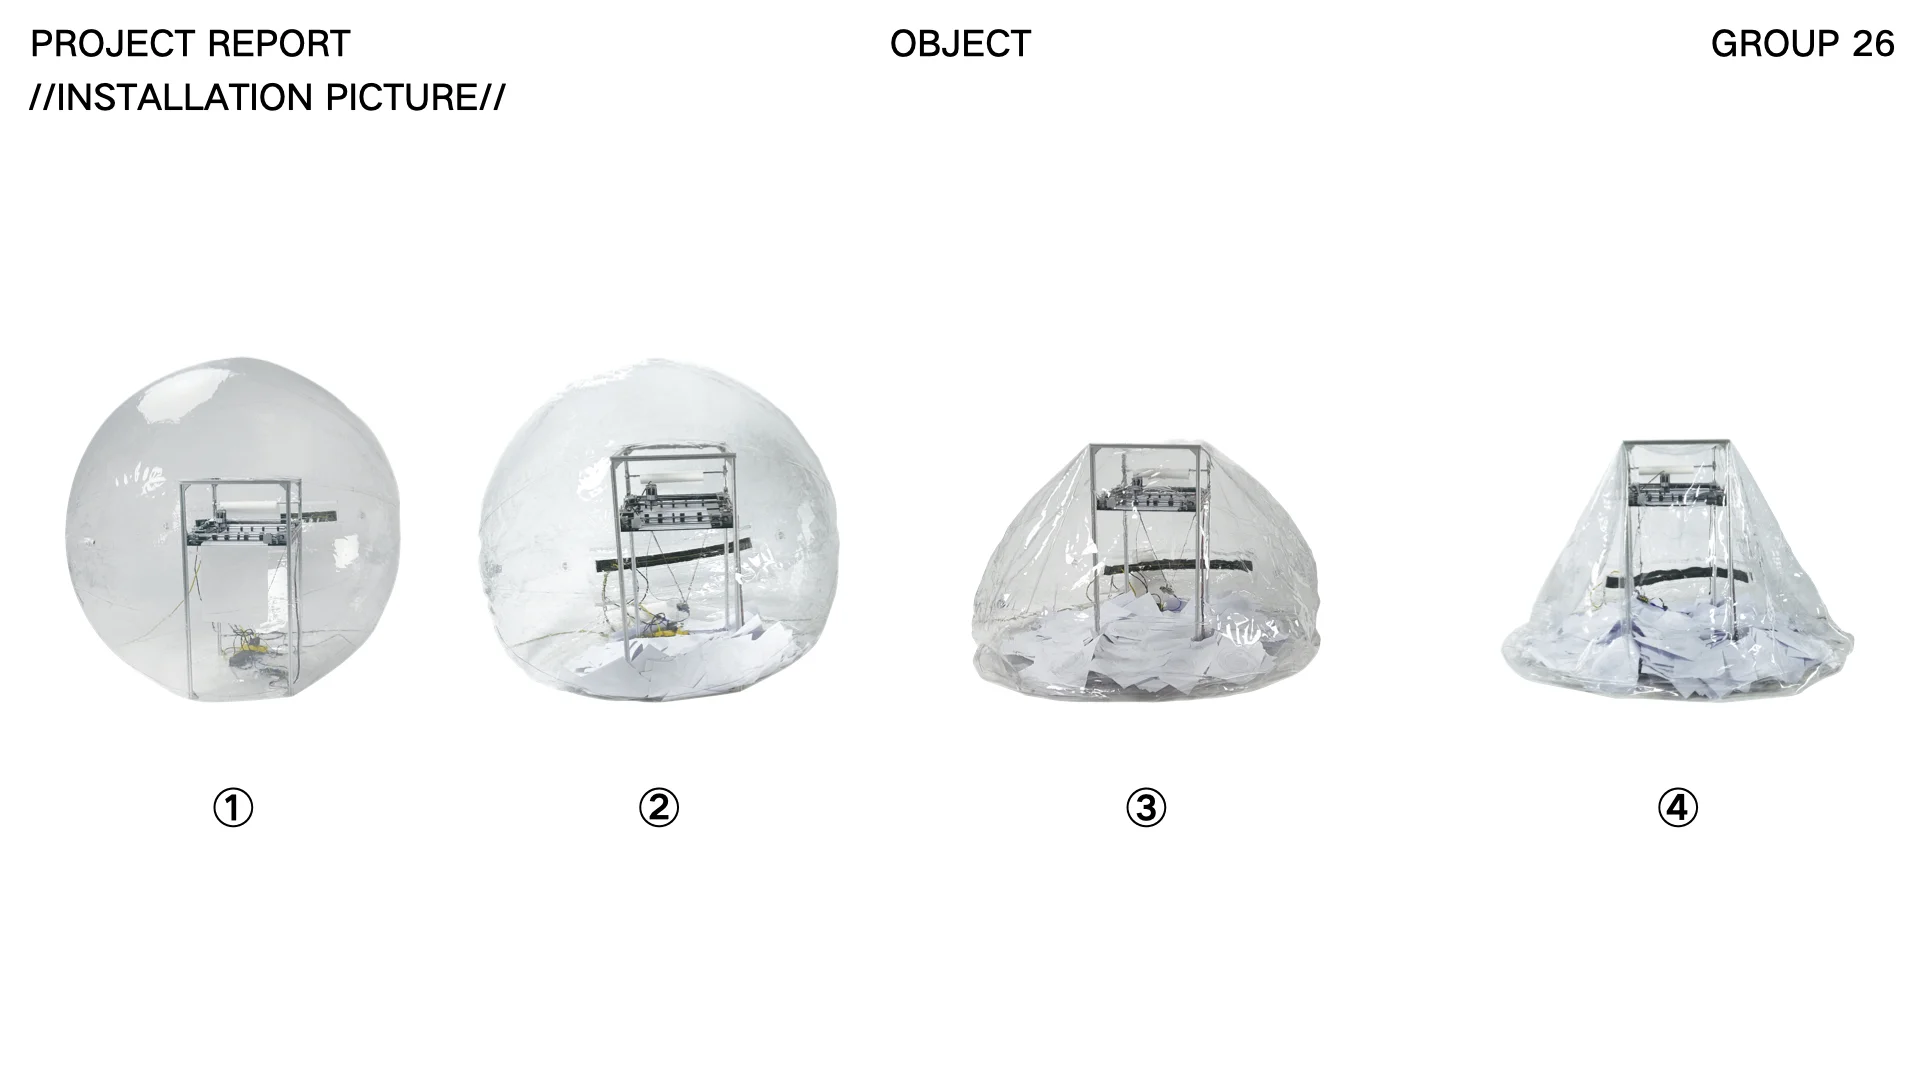 PROJECT REPORT
OBJECT
GROUP 26
//INSTALLATION PICTURE//
①
②
③
④